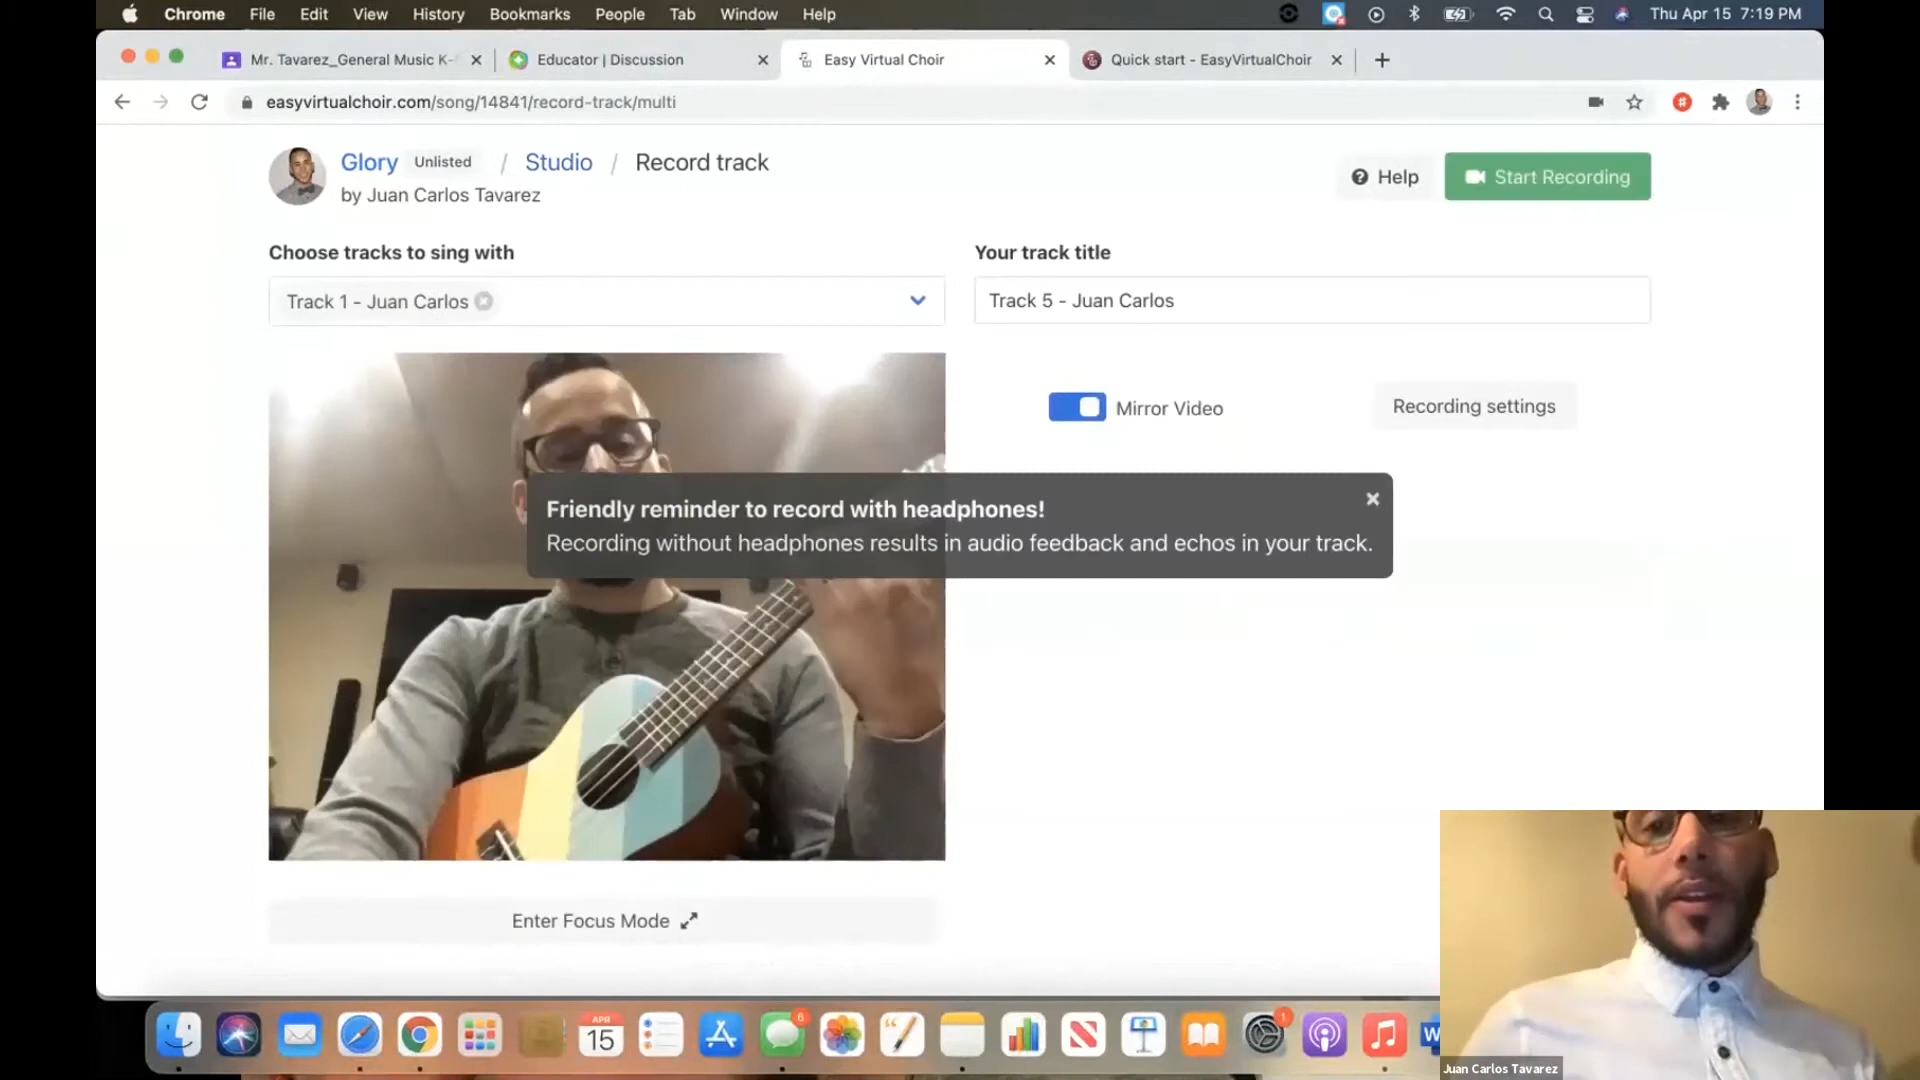 Chrome File Edit View History Bookmarks People Tab Window Help Thu Apr 15 7:19 PM
Mr. Tavarez_General Music K- Educator | Discussion Easy Virtual Choir Quick start - EasyVirtualChoir
easyvirtualchoir.com/song/14841/record-track/multi
Glory Unlisted / Studio / Record track
by Juan Carlos Tavarez
Help Start Recording
Choose tracks to sing with
Your track title
Track 1 - Juan Carlos
Track 5 - Juan Carlos
Mirror Video
Recording settings
Friendly reminder to record with headphones!
Recording without headphones results in audio feedback and echos in your track.
Enter Focus Mode
6
1
APR
15
W
Juan Carlos Tavarez